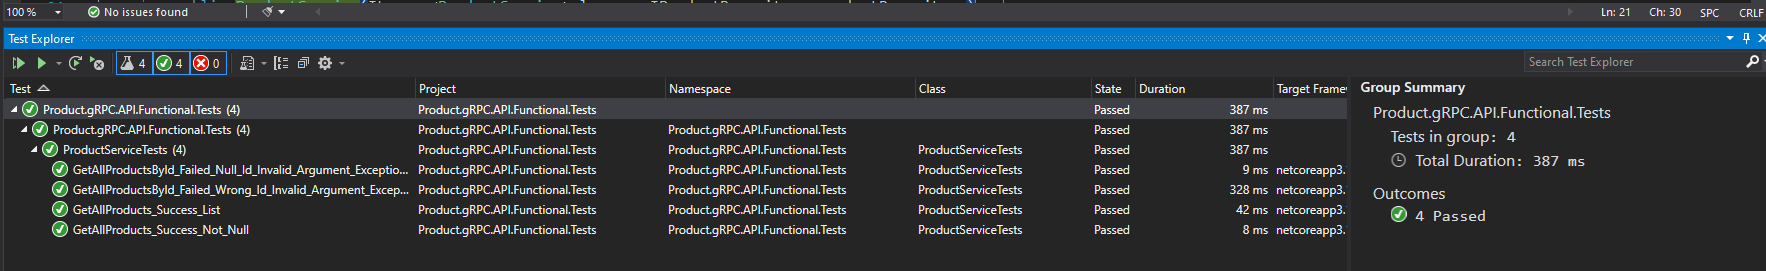 100 % No issues found Ln: 21 Ch: 30 SPC CRLF
Test Explorer
4 4 0 Search Test Explorer
Test Project Namespace Class State Duration Target Framew
Product.gRPC.API.Functional.Tests (4) Product.gRPC.API.Functional.Tests Passed 387 ms
Product.gRPC.API.Functional.Tests (4) Product.gRPC.API.Functional.Tests Product.gRPC.API.Functional.Tests Passed 387 ms
ProductServiceTests (4) Product.gRPC.API.Functional.Tests Product.gRPC.API.Functional.Tests ProductServiceTests Passed 387 ms
GetAllProductsById_Failed_Null_Id_Invalid_Argument_Exceptio... Product.gRPC.API.Functional.Tests Product.gRPC.API.Functional.Tests ProductServiceTests Passed 9 ms netcoreapp3.
GetAllProductsById_Failed_Wrong_Id_Invalid_Argument_Excep... Product.gRPC.API.Functional.Tests Product.gRPC.API.Functional.Tests ProductServiceTests Passed 328 ms netcoreapp3.
GetAllProducts_Success_List Product.gRPC.API.Functional.Tests Product.gRPC.API.Functional.Tests ProductServiceTests Passed 42 ms netcoreapp3.
GetAllProducts_Success_Not_Null Product.gRPC.API.Functional.Tests Product.gRPC.API.Functional.Tests ProductServiceTests Passed 8 ms netcoreapp3.
Group Summary
Product.gRPC.API.Functional.Tests
Tests in group: 4
Total Duration: 387 ms
Outcomes
4 Passed